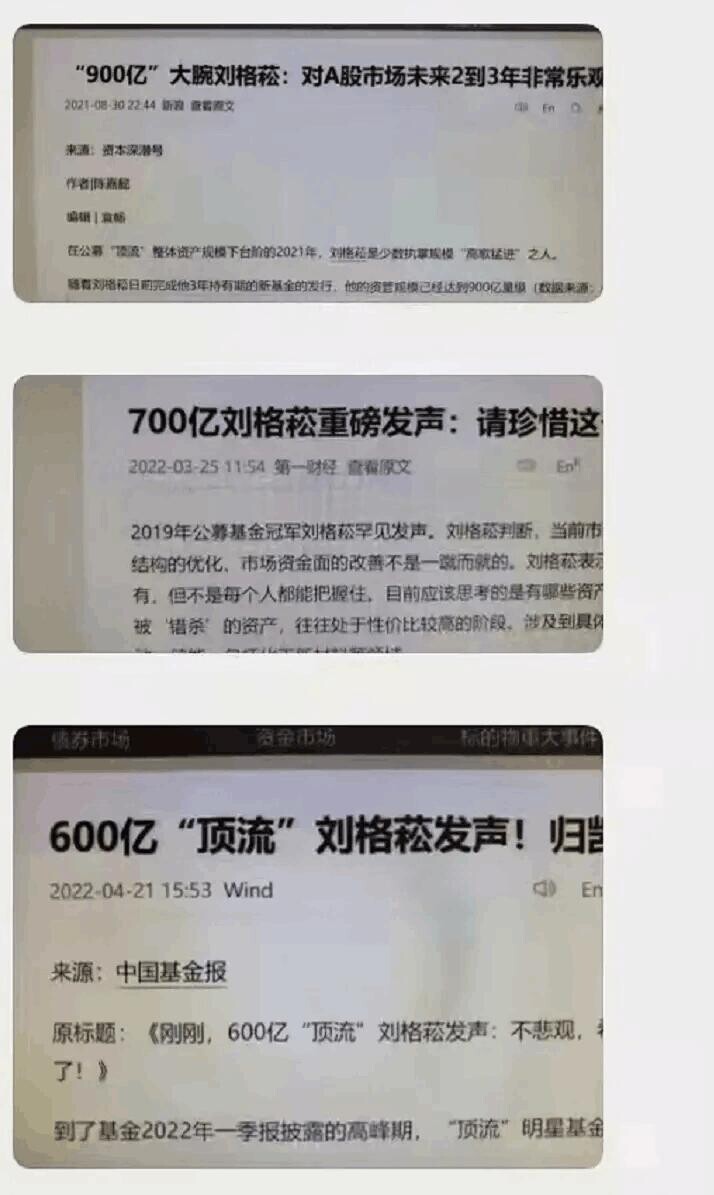 “900亿”大腕刘格菘：对A股市场未来2到3年非常乐观
2021-08-30 22:44 新浪 查看原文
En
来源：资本深潜号
作者|陈嘉懿
编辑 | 袁畅
在公募“顶流”整体资产规模下台阶的2021年，刘格菘是少数执掌规模“高歌猛进”之人。
随着刘格菘日前完成他3年持有期的新基金的发行，他的资管规模已经达到900亿量级（数据来源：
700亿刘格菘重磅发声：请珍惜这
2022-03-25 11:54 第一财经 查看原文
En
2019年公募基金冠军刘格菘罕见发声。刘格菘判断，当前市
结构的优化、市场资金面的改善不是一蹴而就的。刘格菘表示
有，但不是每个人都能把握住，目前应该思考的是有哪些资产
被‘错杀’的资产，往往处于性价比较高的阶段，涉及到具体
债券市场 资金市场 标的物重大事件
600亿“顶流”刘格菘发声！归凯
2022-04-21 15:53 Wind
En
来源：中国基金报
原标题：《刚刚，600亿“顶流”刘格菘发声：不悲观，
了！》
到了基金2022年一季报披露的高峰期，“顶流”明星基金